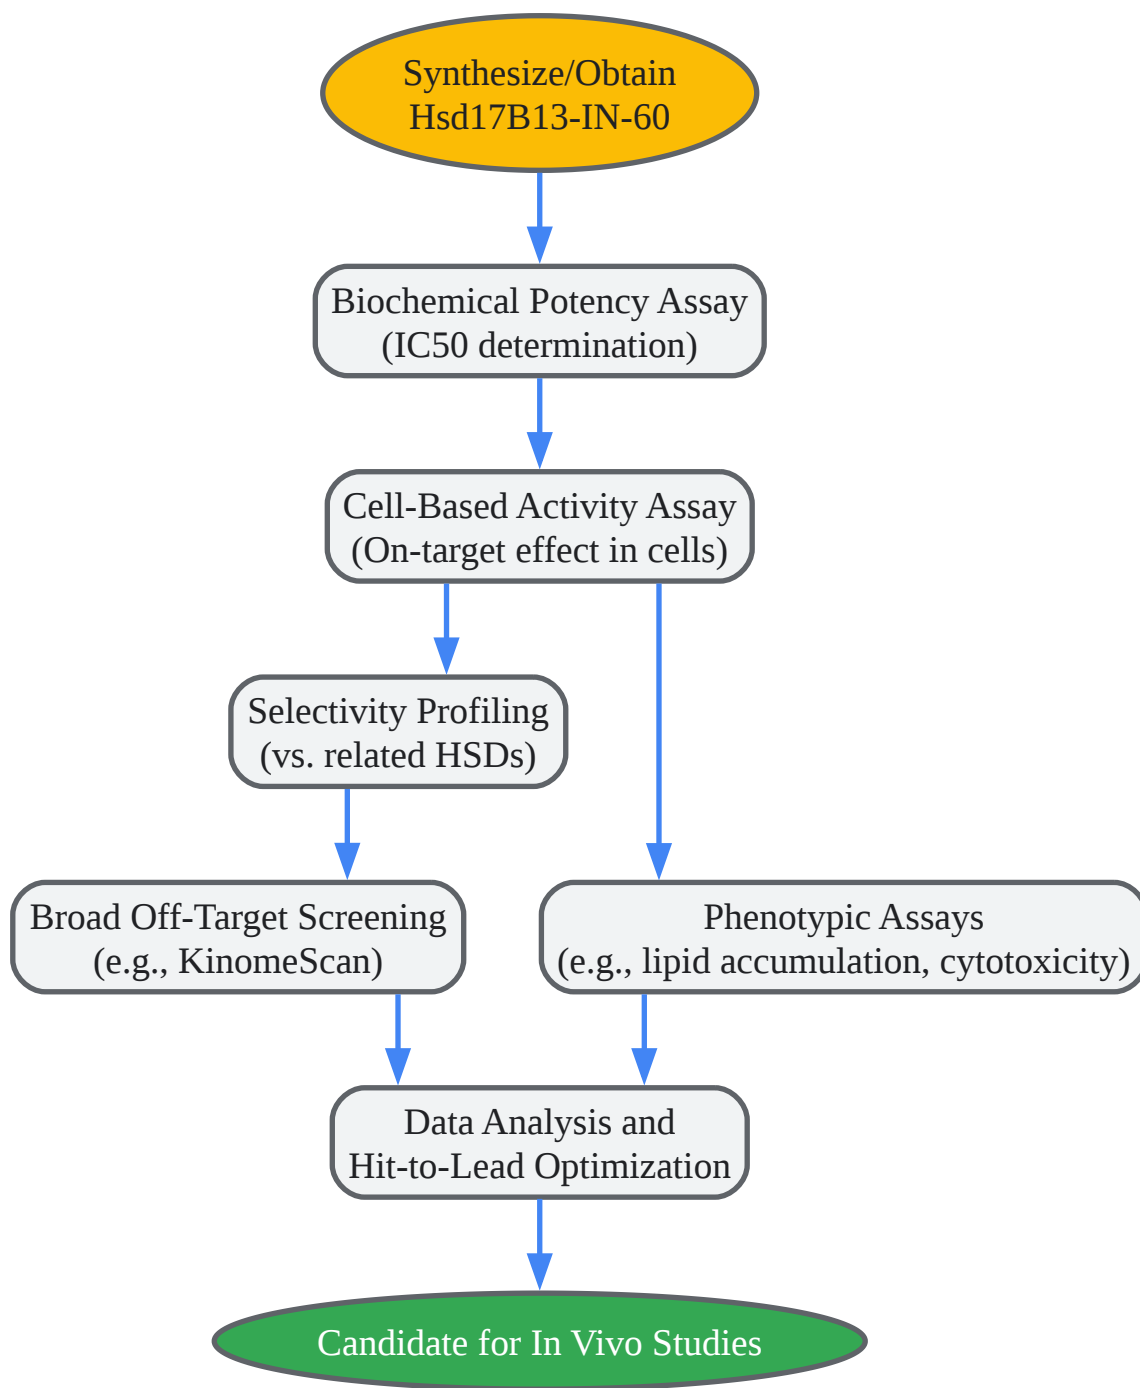 Synthesize/Obtain
Hsd17B13-IN-60
Biochemical Potency Assay
(IC50 determination)
Cell-Based Activity Assay
(On-target effect in cells)
Selectivity Profiling
(vs. related HSDs)
Broad Off-Target Screening
(e.g., KinomeScan)
Phenotypic Assays
(e.g., lipid accumulation, cytotoxicity)
Data Analysis and
Hit-to-Lead Optimization
Candidate for In Vivo Studies